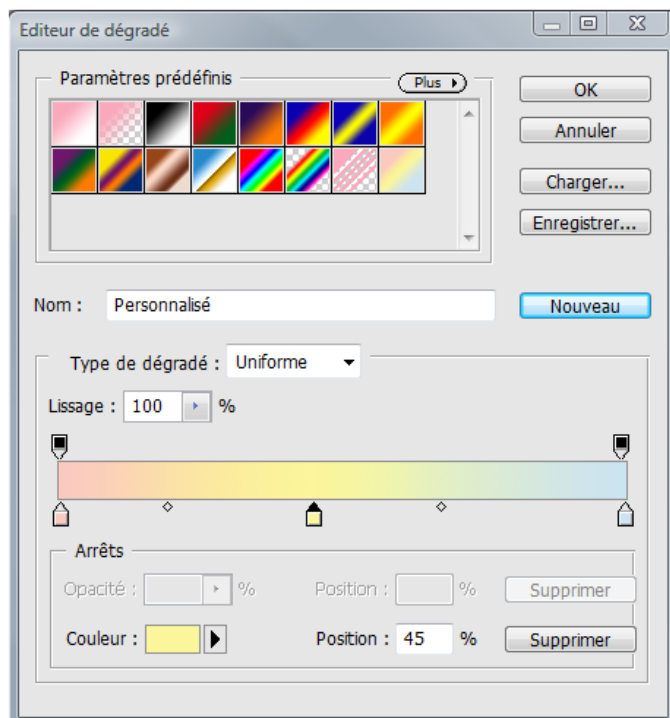 Editeur de dégradé
Paramètres prédéfinis
Plus
OK
Annuler
Charger...
Enregistrer...
Nom : Personnalisé
Nouveau
Type de dégradé : Uniforme
Lissage : 100 %
Arrêts
Opacité : % Position : % Supprimer
Couleur : Position : 45 % Supprimer